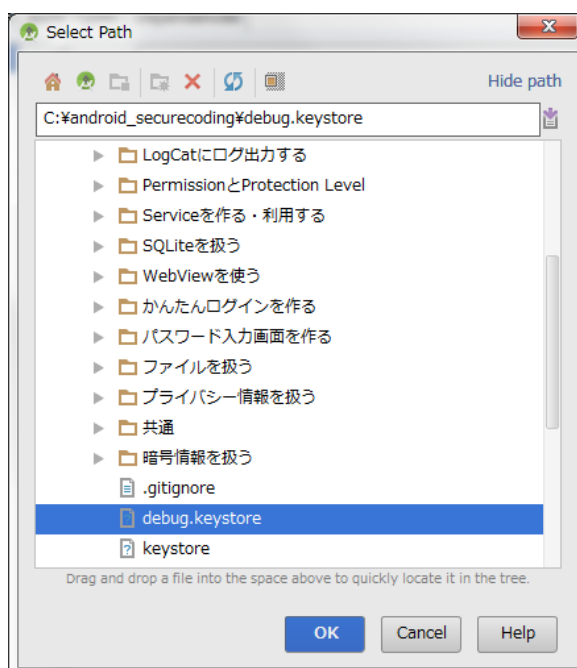 Select Path
Hide path
C:¥android_securecoding¥debug.keystore
LogCatにログ出力する
PermissionとProtection Level
Serviceを作る・利用する
SQLiteを扱う
WebViewを使う
かんたんログインを作る
パスワード入力画面を作る
ファイルを扱う
プライバシー情報を扱う
共通
暗号情報を扱う
.gitignore
debug.keystore
keystore
Drag and drop a file into the space above to quickly locate it in the tree.
OK Cancel Help